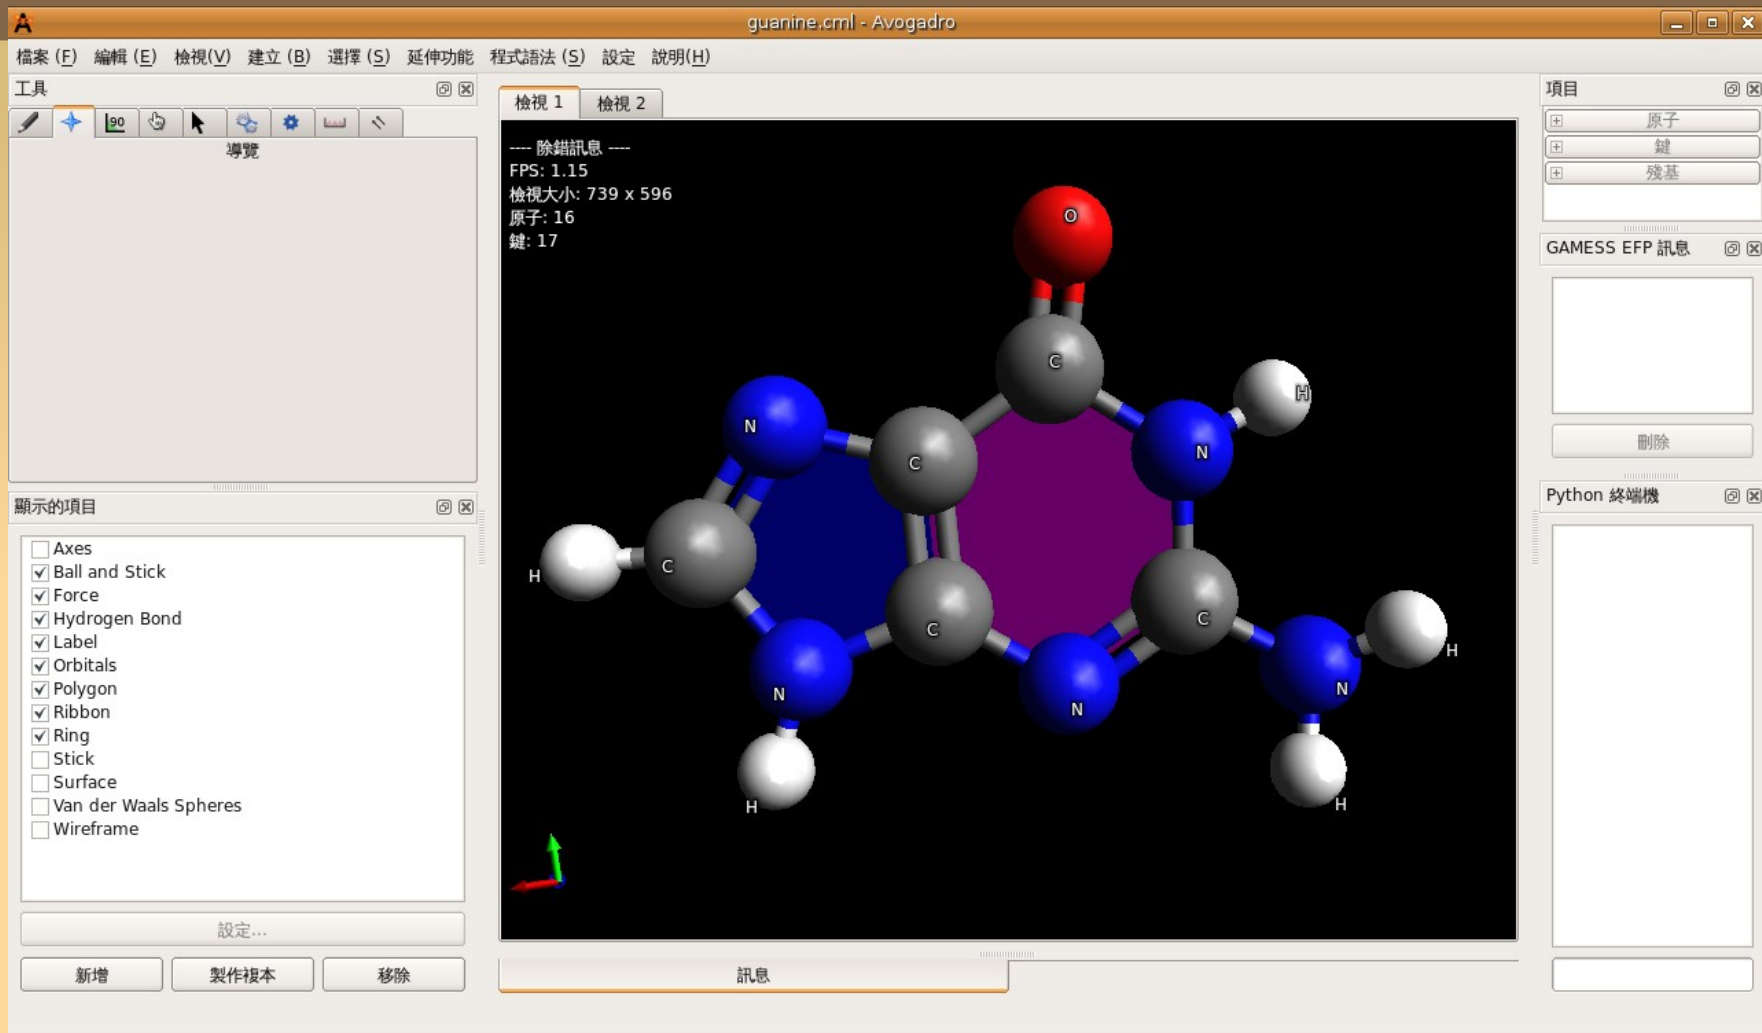 guanine.cml - Avogadro
檔案 (F) 編輯 (E) 檢視(V) 建立 (B) 選擇 (S) 延伸功能 程式語法 (S) 設定 說明(H)
工具
90
導覽
顯示的項目
Axes
Ball and Stick
Force
Hydrogen Bond
Label
Orbitals
Polygon
Ribbon
Ring
Stick
Surface
Van der Waals Spheres
Wireframe
設定...
新增 製作複本 移除
檢視 1 檢視 2
---- 除錯訊息 ----
FPS: 1.15
檢視大小: 739 x 596
原子: 16
鍵: 17
O
C
H
N
N
C
C
H
C
C
H
N
N
N
H
H
H
訊息
項目
原子
鍵
殘基
GAMESS EFP 訊息
刪除
Python 終端機